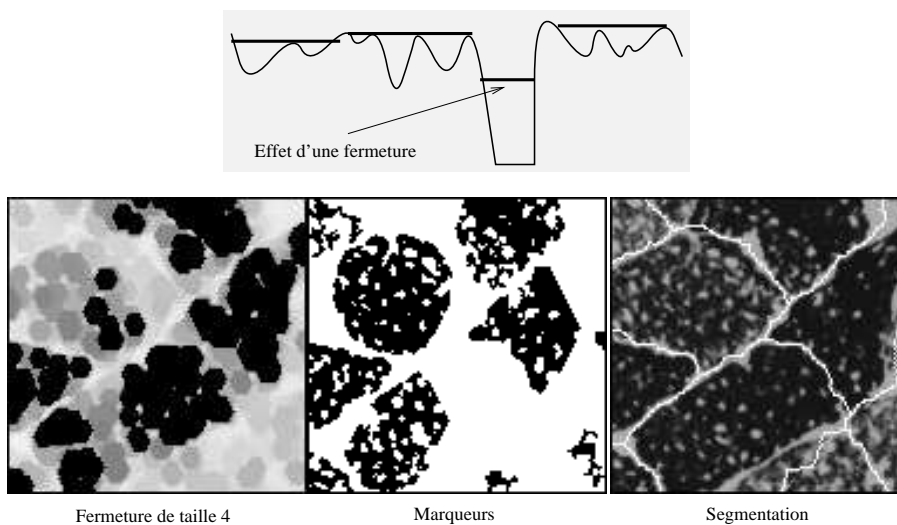 Effet d'une fermeture
Fermeture de taille 4
Marqueurs
Segmentation